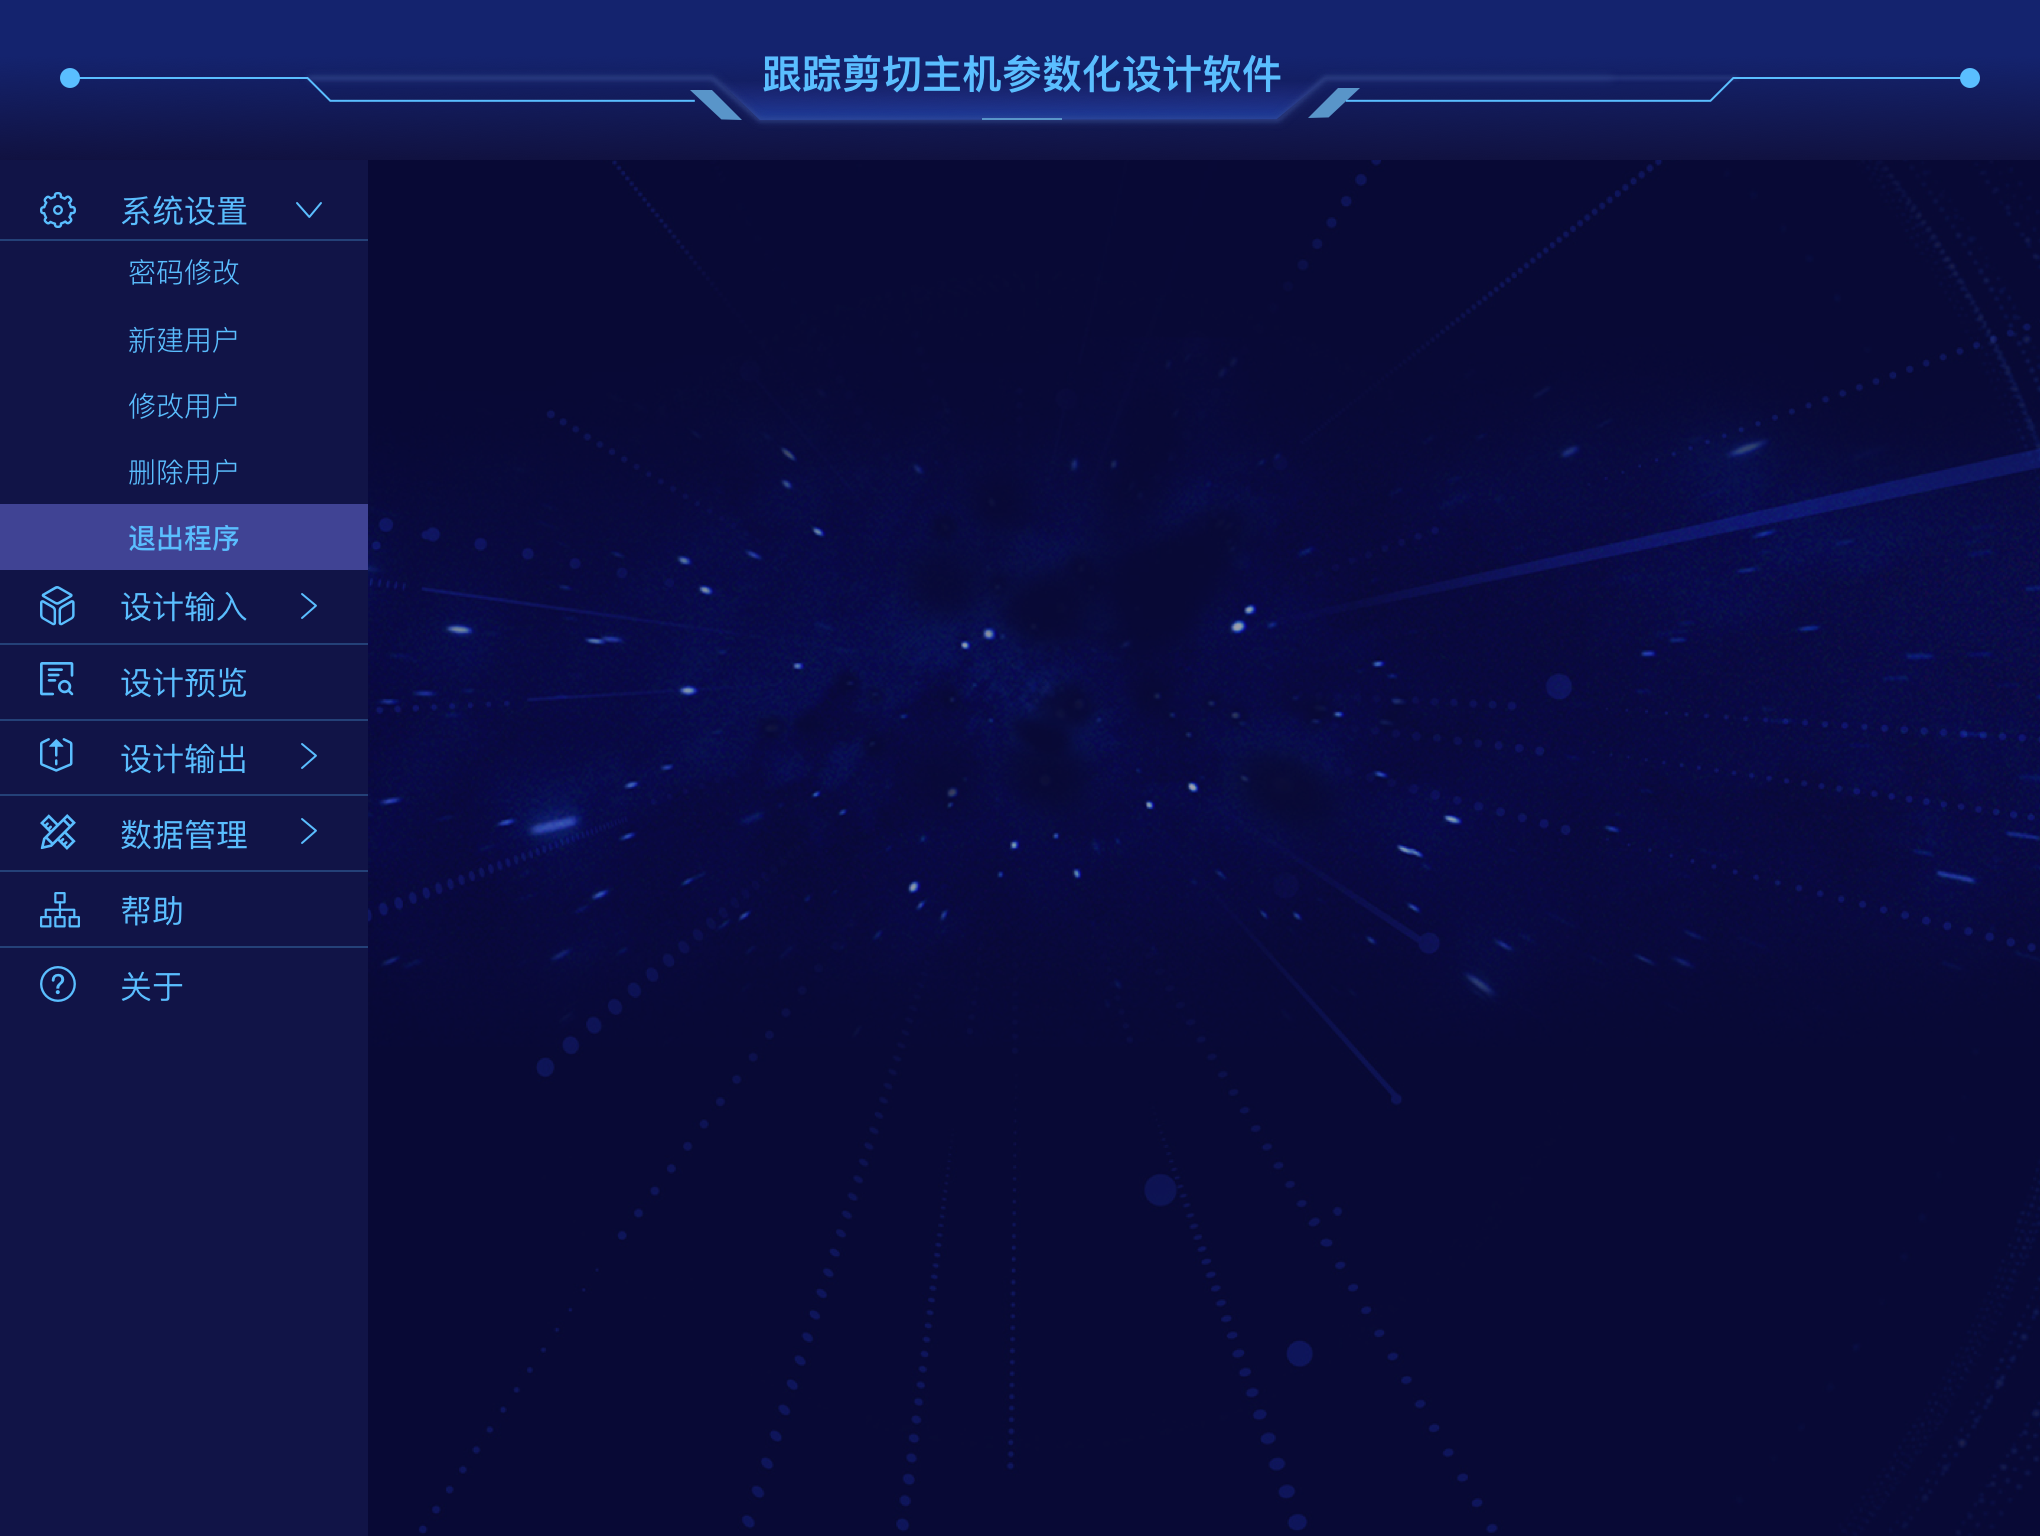 跟踪剪切主机参数化设计软件
系统设置
密码修改
新建用户
修改用户
删除用户
退出程序
设计输入
设计预览
设计输出
数据管理
帮助
关于